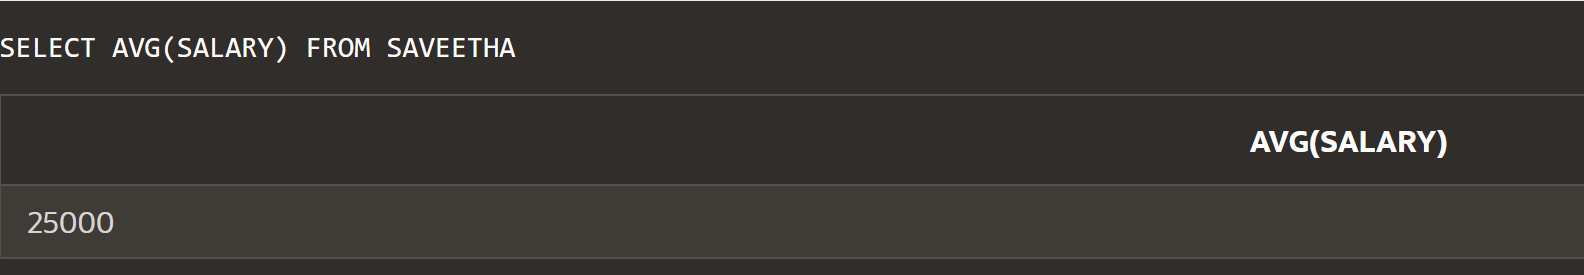 SELECT AVG(SALARY) FROM SAVEETHA
AVG(SALARY)
25000